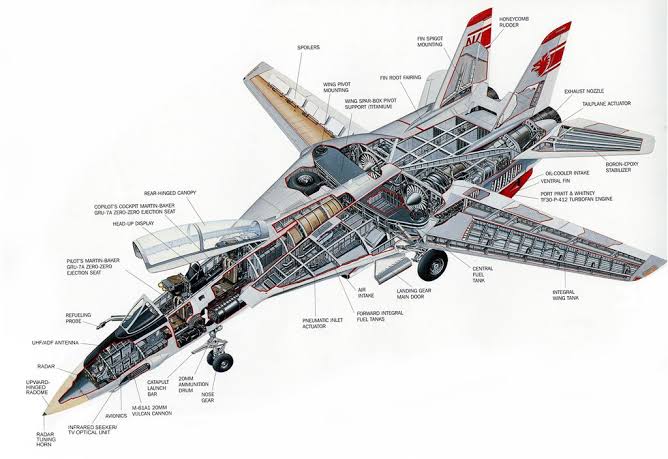 HONEYCOMB
RUDDER
FIN SPIGOT
MOUNTING
SPOILERS
WING PIVOT
MOUNTING
FIN ROOT FAIRING
WING SPAR-BOX PIVOT
SUPPORT (TITANIUM)
EXHAUST NOZZLE
TAILPLANE ACTUATOR
BORON-EPOXY
STABILIZER
OIL-COOLER INTAKE
VENTRAL FIN
PORT PRATT & WHITNEY
TF30-P-412 TURBOFAN ENGINE
REAR-HINGED CANOPY
COPILOT'S COCKPIT MARTIN-BAKER
GRU-7A ZERO-ZERO EJECTION SEAT
HEAD-UP DISPLAY
PILOT'S MARTIN-BAKER
GRU-7A ZERO-ZERO
EJECTION SEAT
CENTRAL
FUEL
TANK
INTEGRAL
WING TANK
LANDING GEAR
MAIN DOOR
AIR
INTAKE
FORWARD INTEGRAL
FUEL TANKS
PNEUMATIC INLET
ACTUATOR
REFUELING
PROBE
UHF/ADF ANTENNA
RADAR
UPWARD-
HINGED
RADOME
RADAR
TUNING
HORN
INFRARED SEEKER/
TV OPTICAL UNIT
AVIONICS
M-61A1 20MM
VULCAN CANNON
CATAPULT
LAUNCH
BAR
20MM
AMMUNITION
DRUM
NOSE
GEAR